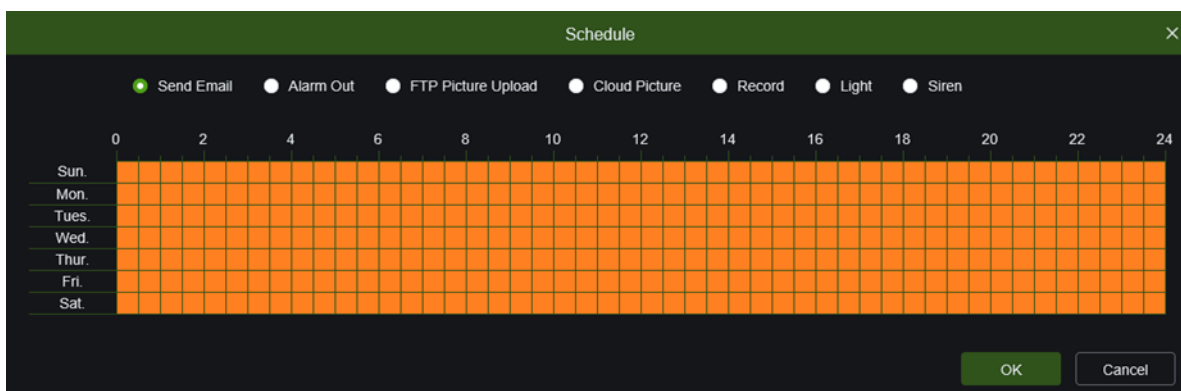 Schedule
Send Email Alarm Out FTP Picture Upload Cloud Picture Record Light Siren
0 2 4 6 8 10 12 14 16 18 20 22 24
Sun.
Mon.
Tues.
Wed.
Thur.
Fri.
Sat.
OK Cancel